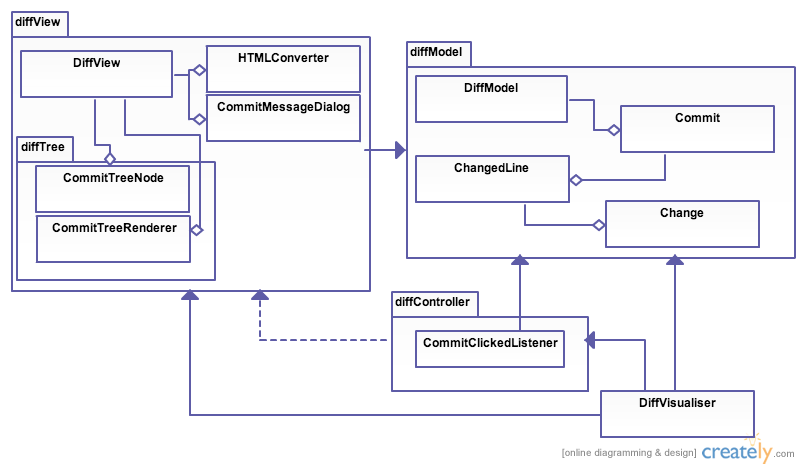 diffView
DiffView
HTMLConverter
CommitMessageDialog
diffTree
CommitTreeNode
CommitTreeRenderer
diffModel
DiffModel
Commit
ChangedLine
Change
diffController
CommitClickedListener
DiffVisualiser
[online diagramming & design] creately.com